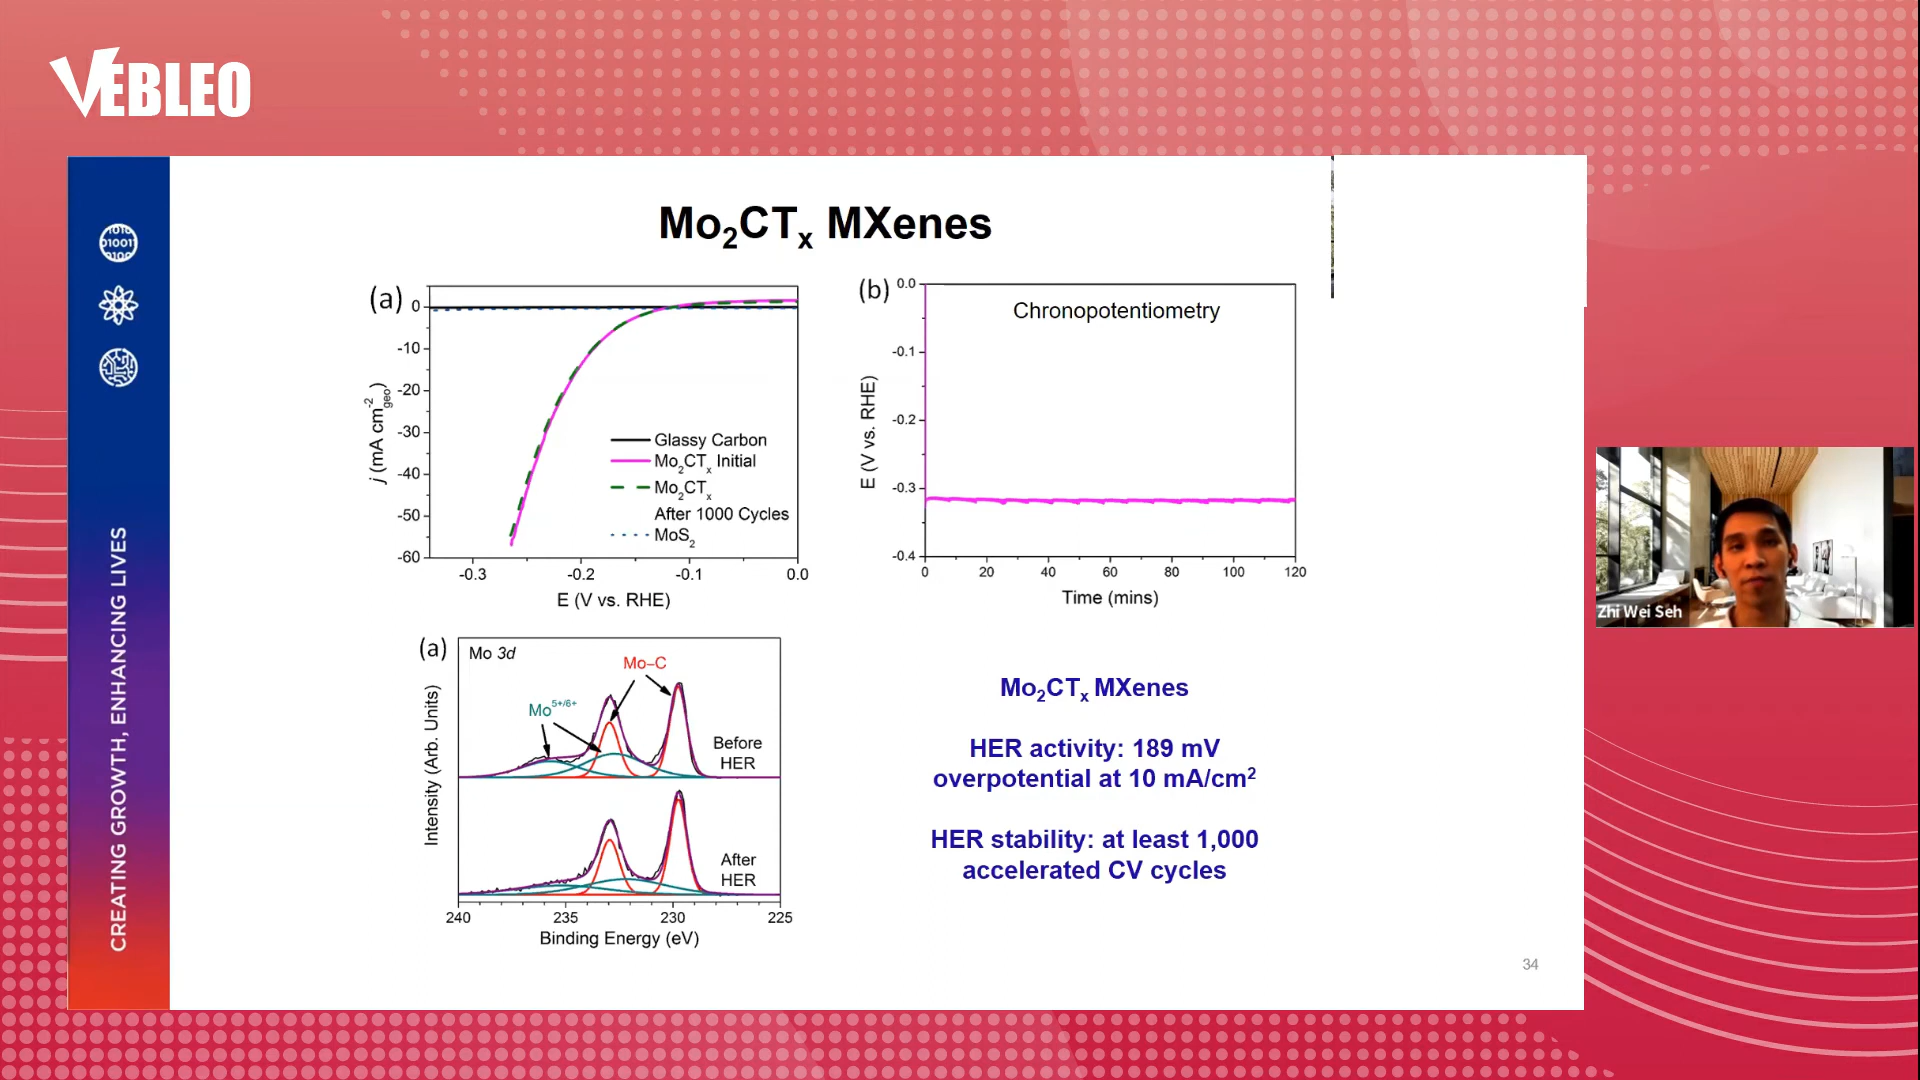 VEBLEO
CREATING GROWTH, ENHANCING LIVES
1010
010011
0100
Mo₂CTₓ MXenes
(a)
0
-10
-20
-30
-40
-50
-60
j (mA cm⁻²geo)
Glassy Carbon
Mo₂CTₓ Initial
Mo₂CTₓ
After 1000 Cycles
MoS₂
-0.3 -0.2 -0.1 0.0
E (V vs. RHE)
(b)
Chronopotentiometry
0.0
-0.1
-0.2
-0.3
-0.4
E (V vs. RHE)
0 20 40 60 80 100 120
Time (mins)
(a)
Mo 3d
Mo–C
Mo⁵⁺/⁶⁺
Before
HER
After
HER
Intensity (Arb. Units)
240 235 230 225
Binding Energy (eV)
Mo₂CTₓ MXenes
HER activity: 189 mV
overpotential at 10 mA/cm²
HER stability: at least 1,000
accelerated CV cycles
34
Zhi Wei Seh